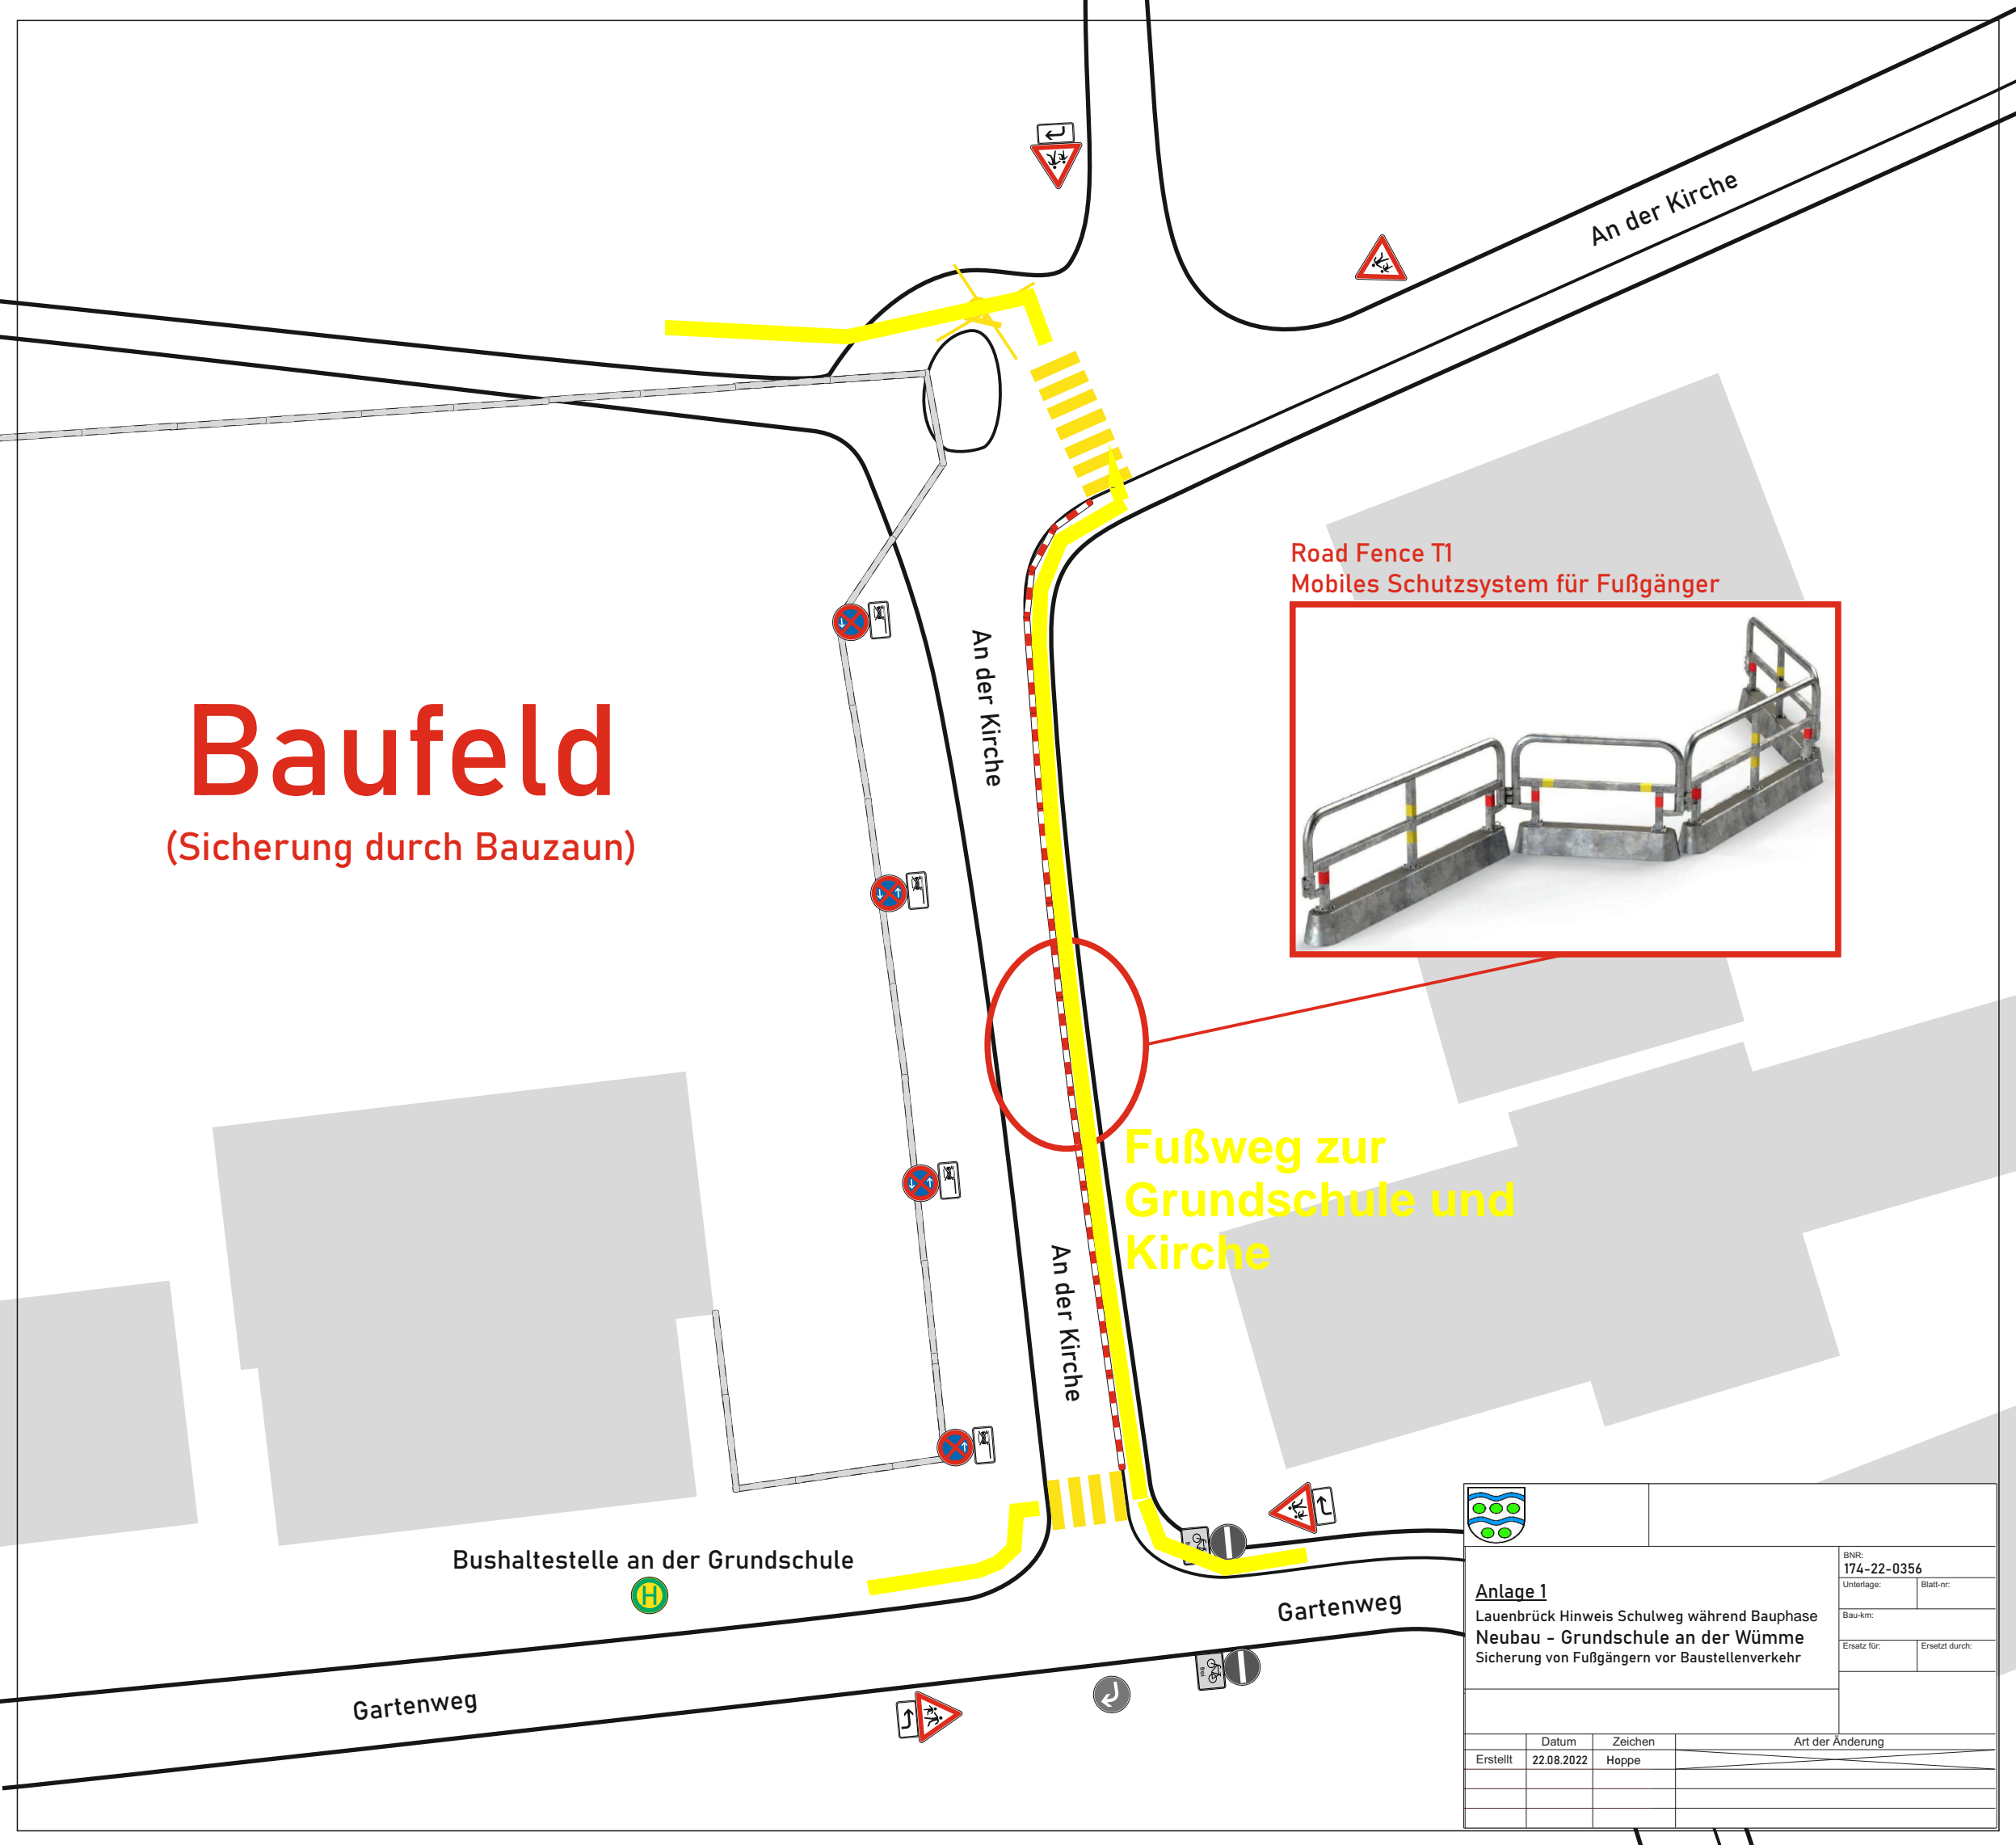 An der Kirche
Road Fence T1
Mobiles Schutzsystem für Fußgänger
An der Kirche
Baufeld
(Sicherung durch Bauzaun)
Fußweg zur
Grundschule und
Kirche
An der Kirche
Bushaltestelle an der Grundschule
H
Gartenweg
Gartenweg
frei
BNR:
174-22-0356
Unterlage:
Blatt-nr:
Bau-km:
Ersatz für:
Ersetzt durch:
Anlage 1
Lauenbrück Hinweis Schulweg während Bauphase
Neubau - Grundschule an der Wümme
Sicherung von Fußgängern vor Baustellenverkehr
Datum
Zeichen
Art der Änderung
Erstellt
22.08.2022
Hoppe